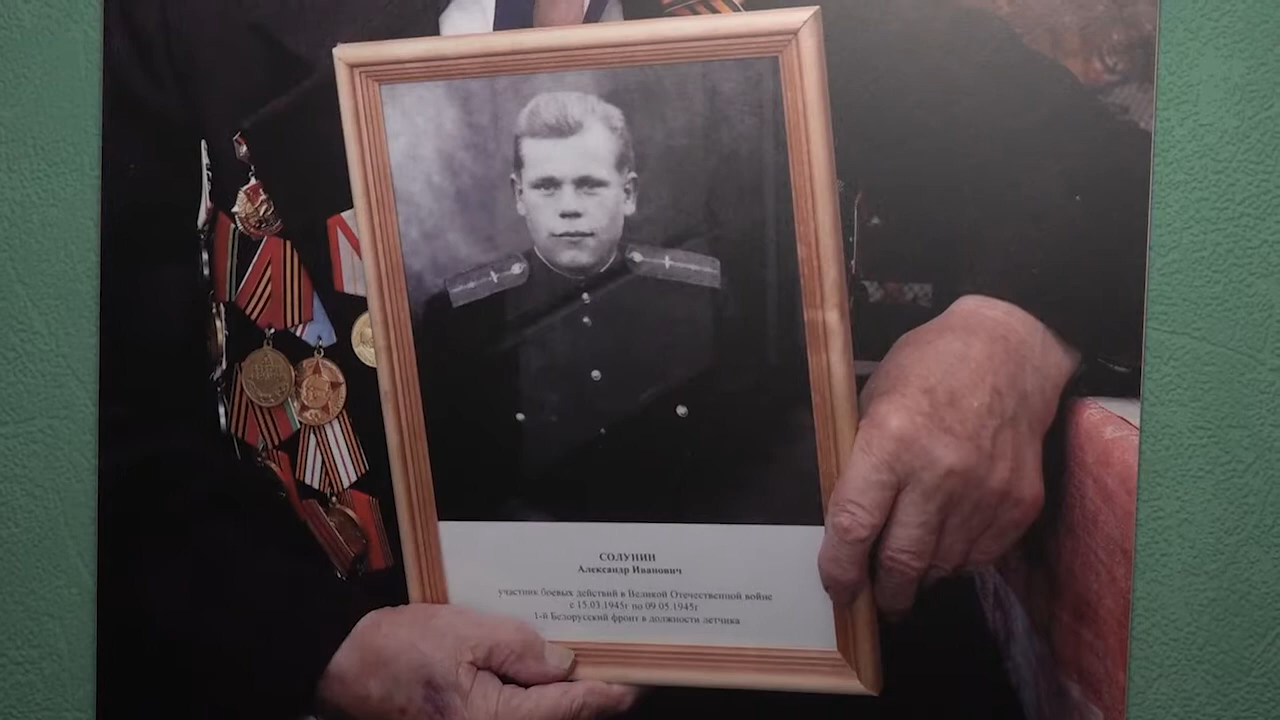 СОЛУНИН
Александр Иванович
участник боевых действий в Великой Отечественной войне
с 15.03.1945г по 09.05.1945г
1-й Белорусский фронт в должности летчика